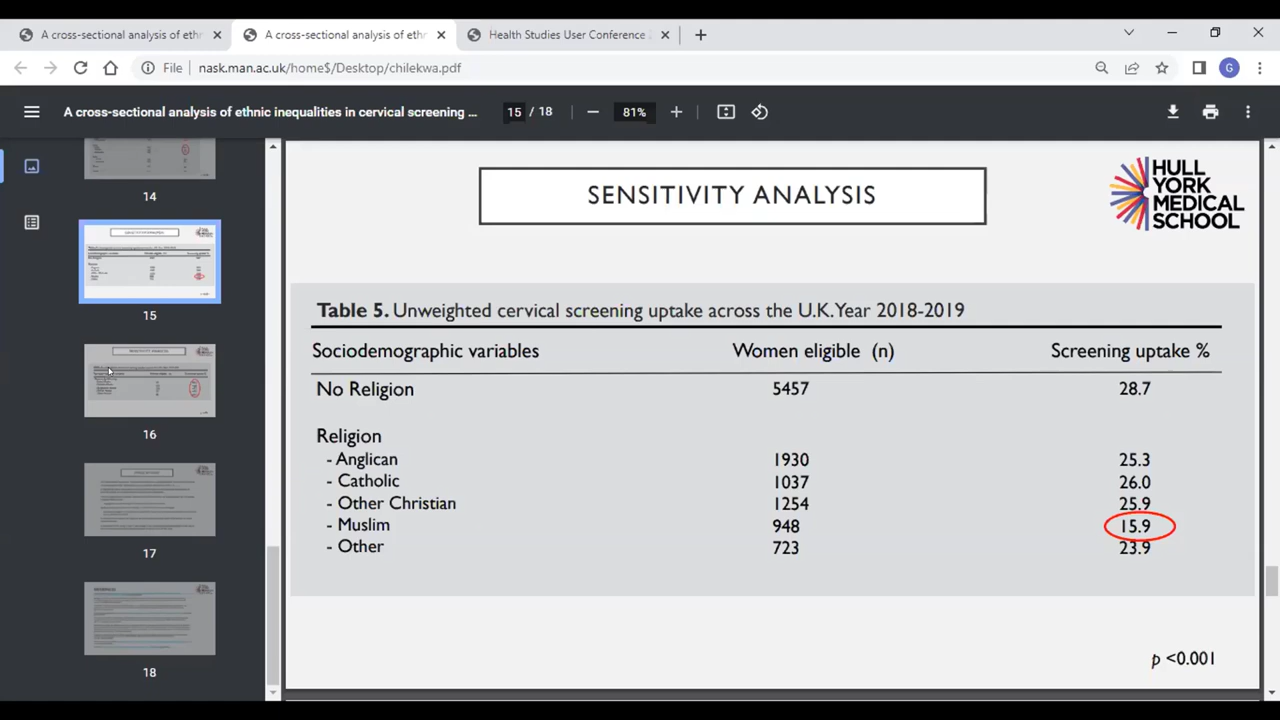 A cross-sectional analysis of ethn
A cross-sectional analysis of ethn
Health Studies User Conference
File nask.man.ac.uk/home$/Desktop/chilekwa.pdf
G
A cross-sectional analysis of ethnic inequalities in cervical screening ...
15 / 18
81%
14
15
16
17
18
SENSITIVITY ANALYSIS
HULL
YORK
MEDICAL
SCHOOL
Table 5. Unweighted cervical screening uptake across the U.K. Year 2018-2019
Sociodemographic variables Women eligible (n) Screening uptake %
No Religion 5457 28.7
Religion
- Anglican 1930 25.3
- Catholic 1037 26.0
- Other Christian 1254 25.9
- Muslim 948 15.9
- Other 723 23.9
p <0.001